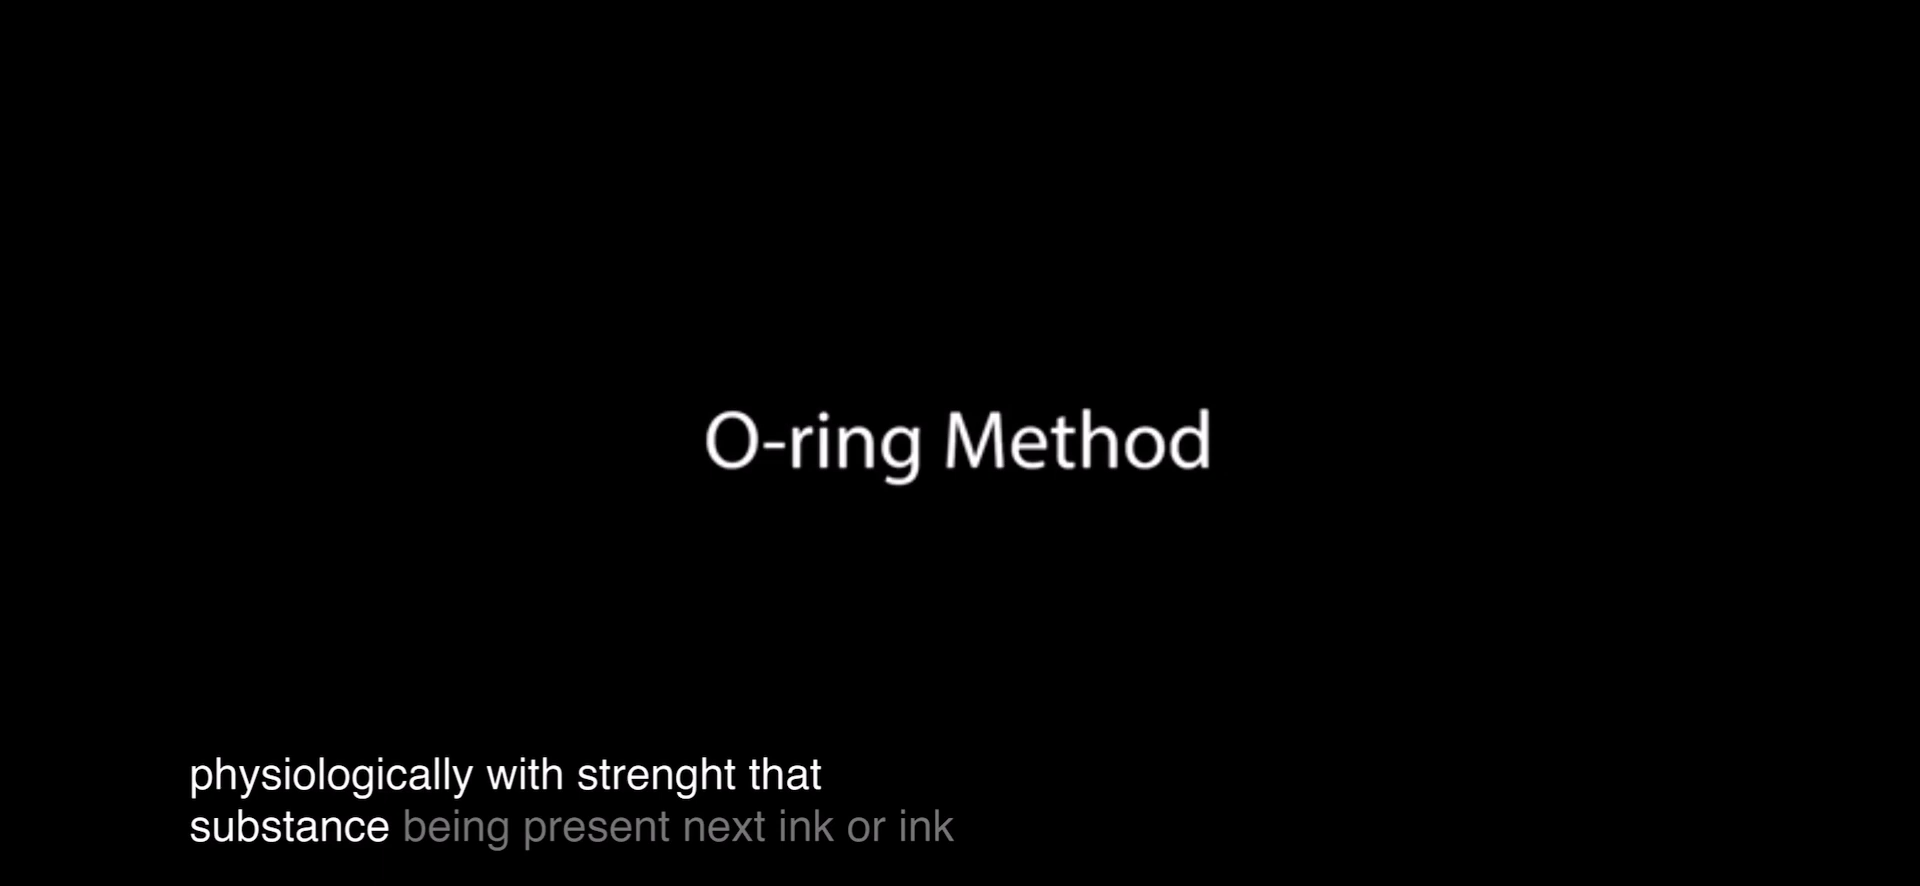 O-ring Method
physiologically with strenght that
substance being present next ink or ink